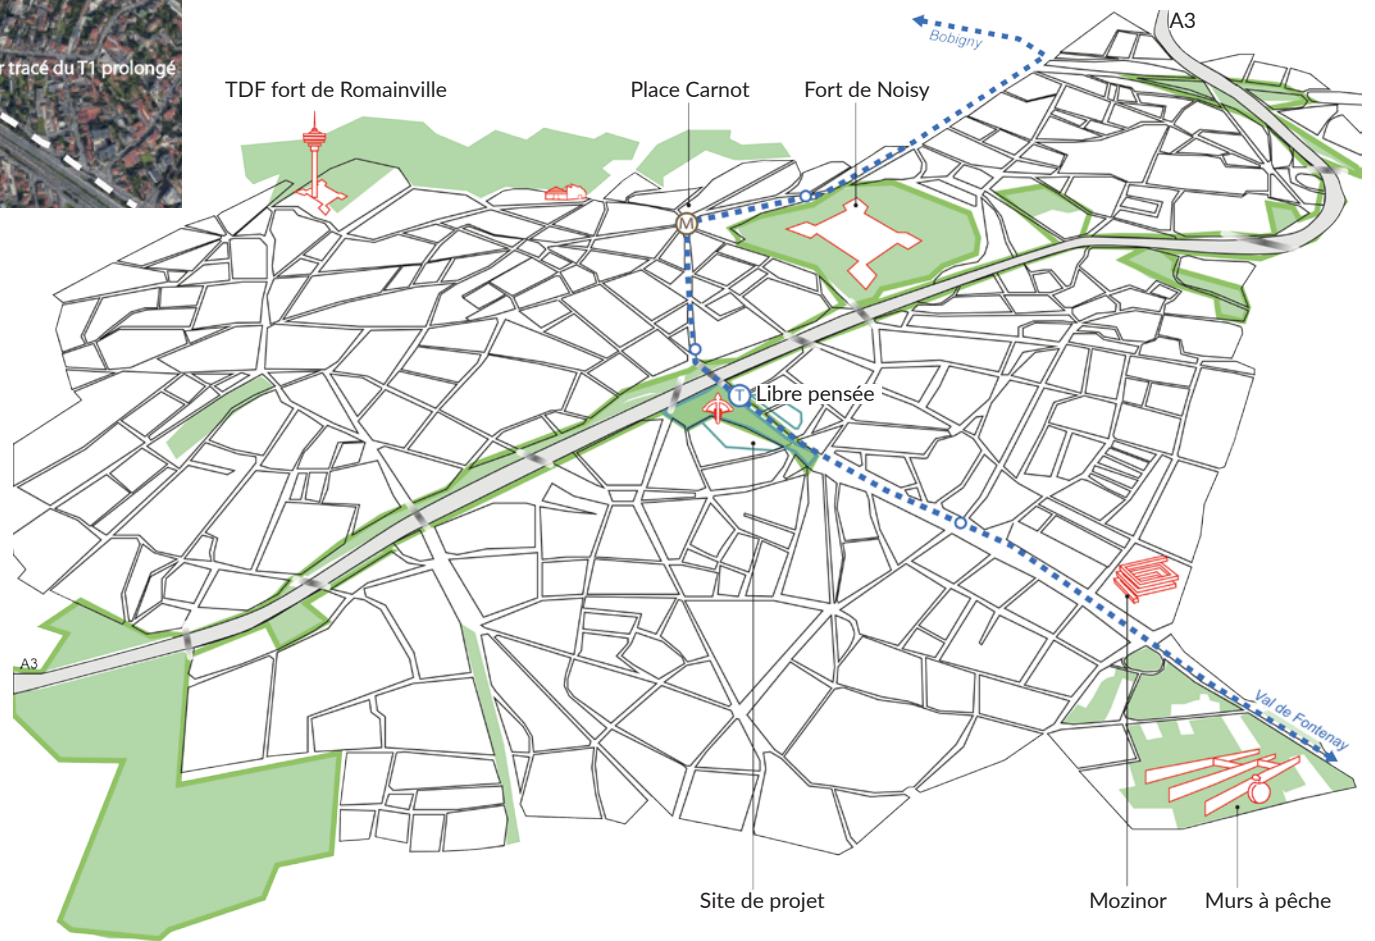 A3
Bobigny
r tracé du T1 prolongé
TDF fort de Romainville
Place Carnot
Fort de Noisy
M
T
Libre pensée
A3
Val de Fontenay
Site de projet
Mozinor
Murs à pêche